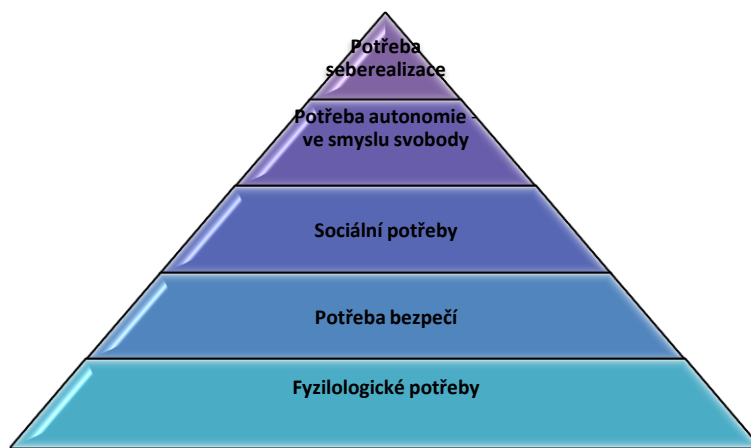 Potřeba
seberealizace
Potřeba autonomie -
ve smyslu svobody
Sociální potřeby
Potřeba bezpečí
Fyzilologické potřeby